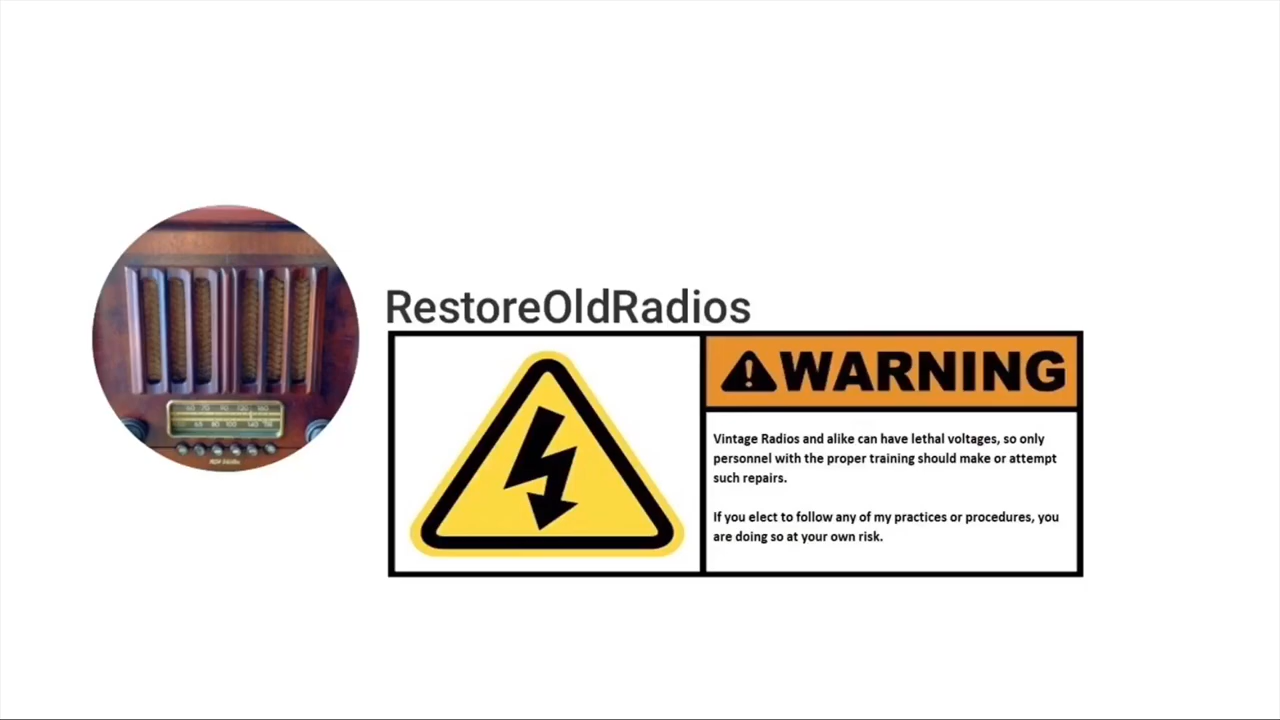 RestoreOldRadios
WARNING
Vintage Radios and alike can have lethal voltages, so only
personnel with the proper training should make or attempt
such repairs.
If you elect to follow any of my practices or procedures, you
are doing so at your own risk.